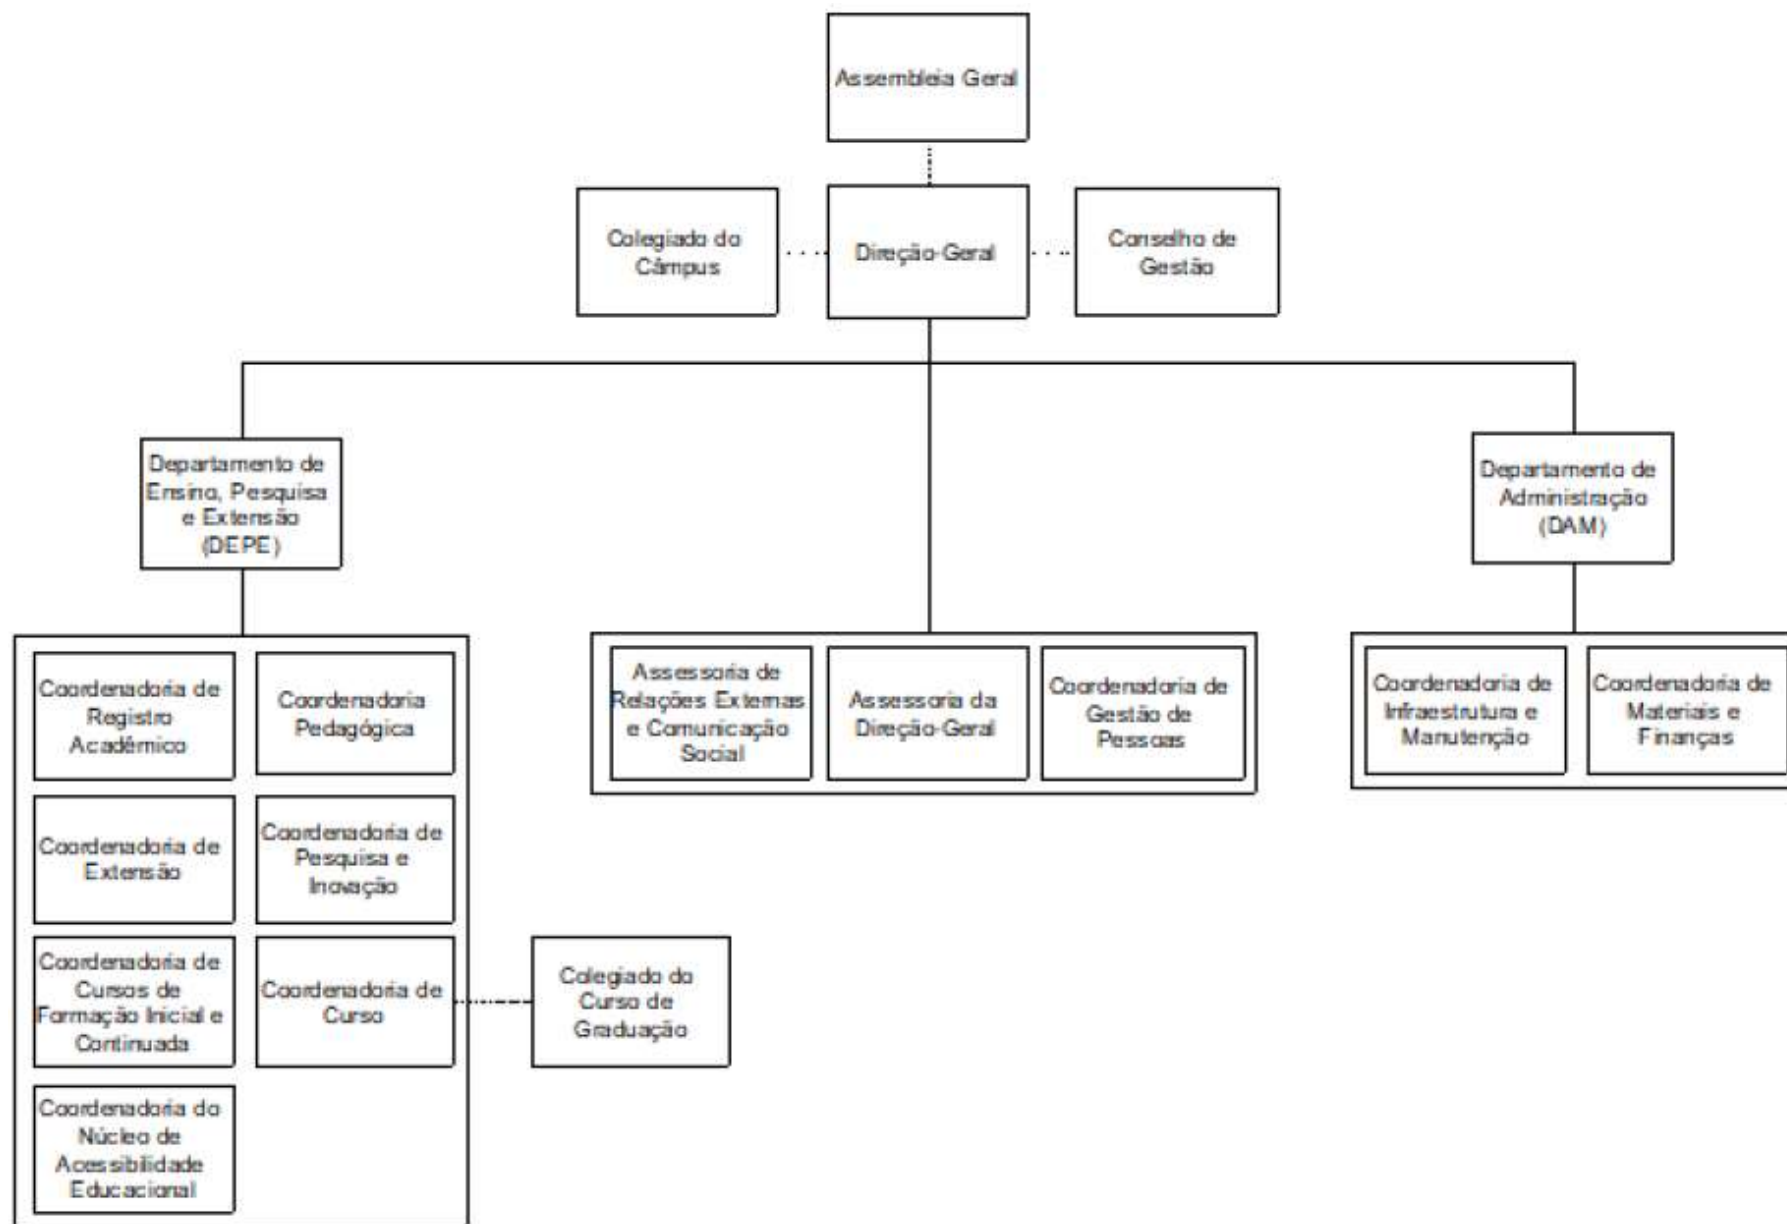 Assembleia Geral
Colegiado do
Câmpus
Direção-Geral
Conselho de
Gestão
Departamento de
Ensino, Pesquisa
e Extensão
(DEPE)
Departamento de
Administração
(DAM)
Coordenadoria de
Registro
Acadêmico
Coordenadoria
Pedagógica
Assessoria de
Relações Externas
e Comunicação
Social
Assessoria da
Direção-Geral
Coordenadoria de
Gestão de
Pessoas
Coordenadoria de
Infraestrutura e
Manutenção
Coordenadoria de
Materiais e
Finanças
Coordenadoria de
Extensão
Coordenadoria de
Pesquisa e
Inovação
Coordenadoria de
Cursos de
Formação Inicial e
Continuada
Coordenadoria de
Curso
Colegiado do
Curso de
Graduação
Coordenadoria do
Núcleo de
Acessibilidade
Educacional